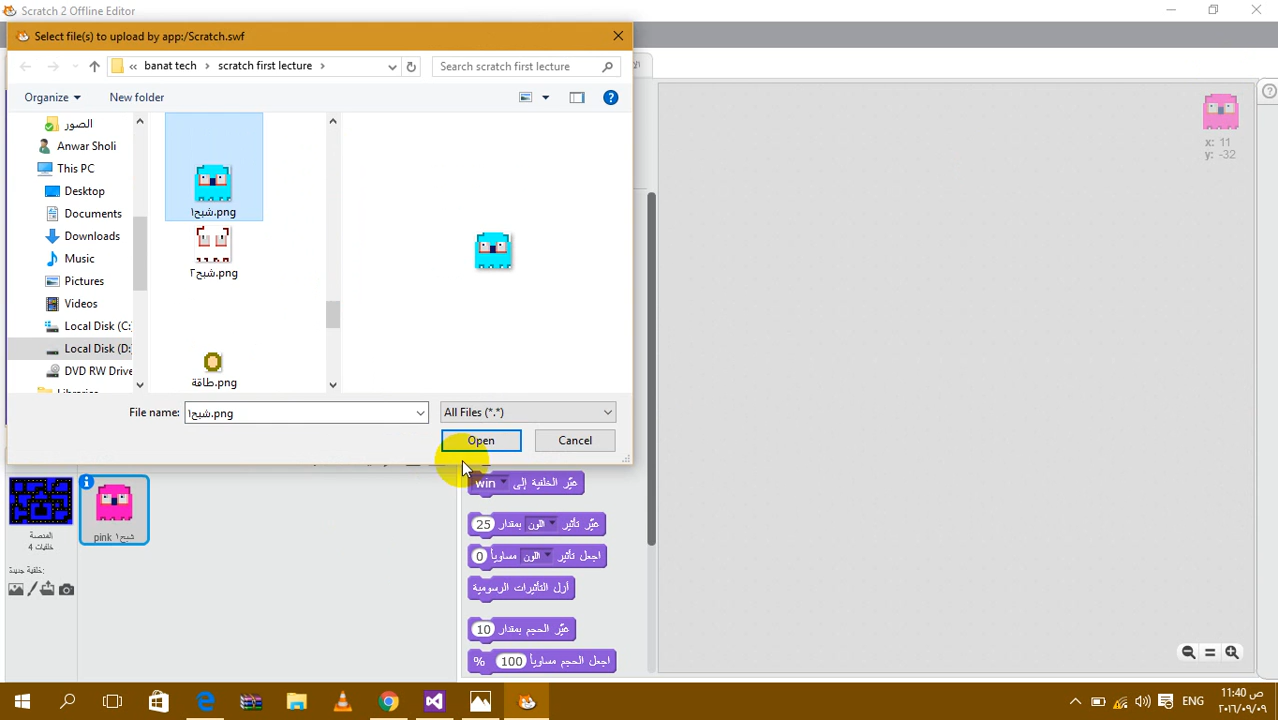 Scratch 2 Offline Editor
Select file(s) to upload by app:/Scratch.swf
« banat tech › scratch first lecture ›
Search scratch first lecture
Organize
New folder
الصور
Anwar Sholi
This PC
Desktop
Documents
Downloads
Music
Pictures
Videos
Local Disk (C:
Local Disk (D:
DVD RW Drive
شبح١.png
شبح٢.png
طاقة.png
File name:
شبح١.png
All Files (*.*)
Open
Cancel
x: 11
y: -32
المنصة
4 خلفيات
خلفية جديدة:
pink شبح١
غيّر الخلفية إلى win
غيّر تأثير اللون بمقدار 25
اجعل تأثير اللون مساوياً 0
أزل التأثيرات الرسومية
غيّر الحجم بمقدار 10
اجعل الحجم مساوياً 100 %
ENG
11:40 ص
٢٠١٦/٠٩/٠٩